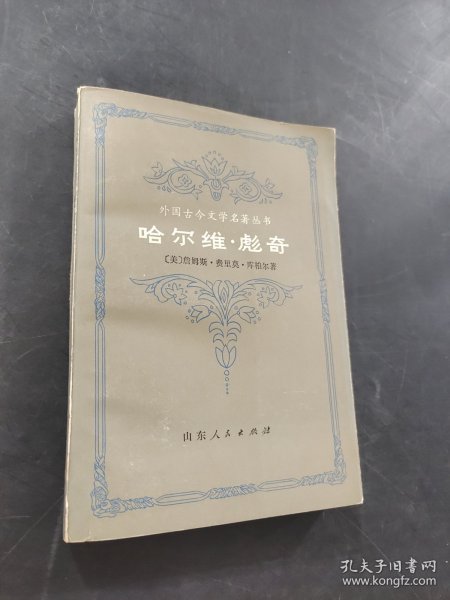 外国古今文学名著丛书
哈尔维·彪奇
〔美〕詹姆斯·费里莫·库柏尔著
山东人民出版社
孔夫子旧书网
www.kongfz.com